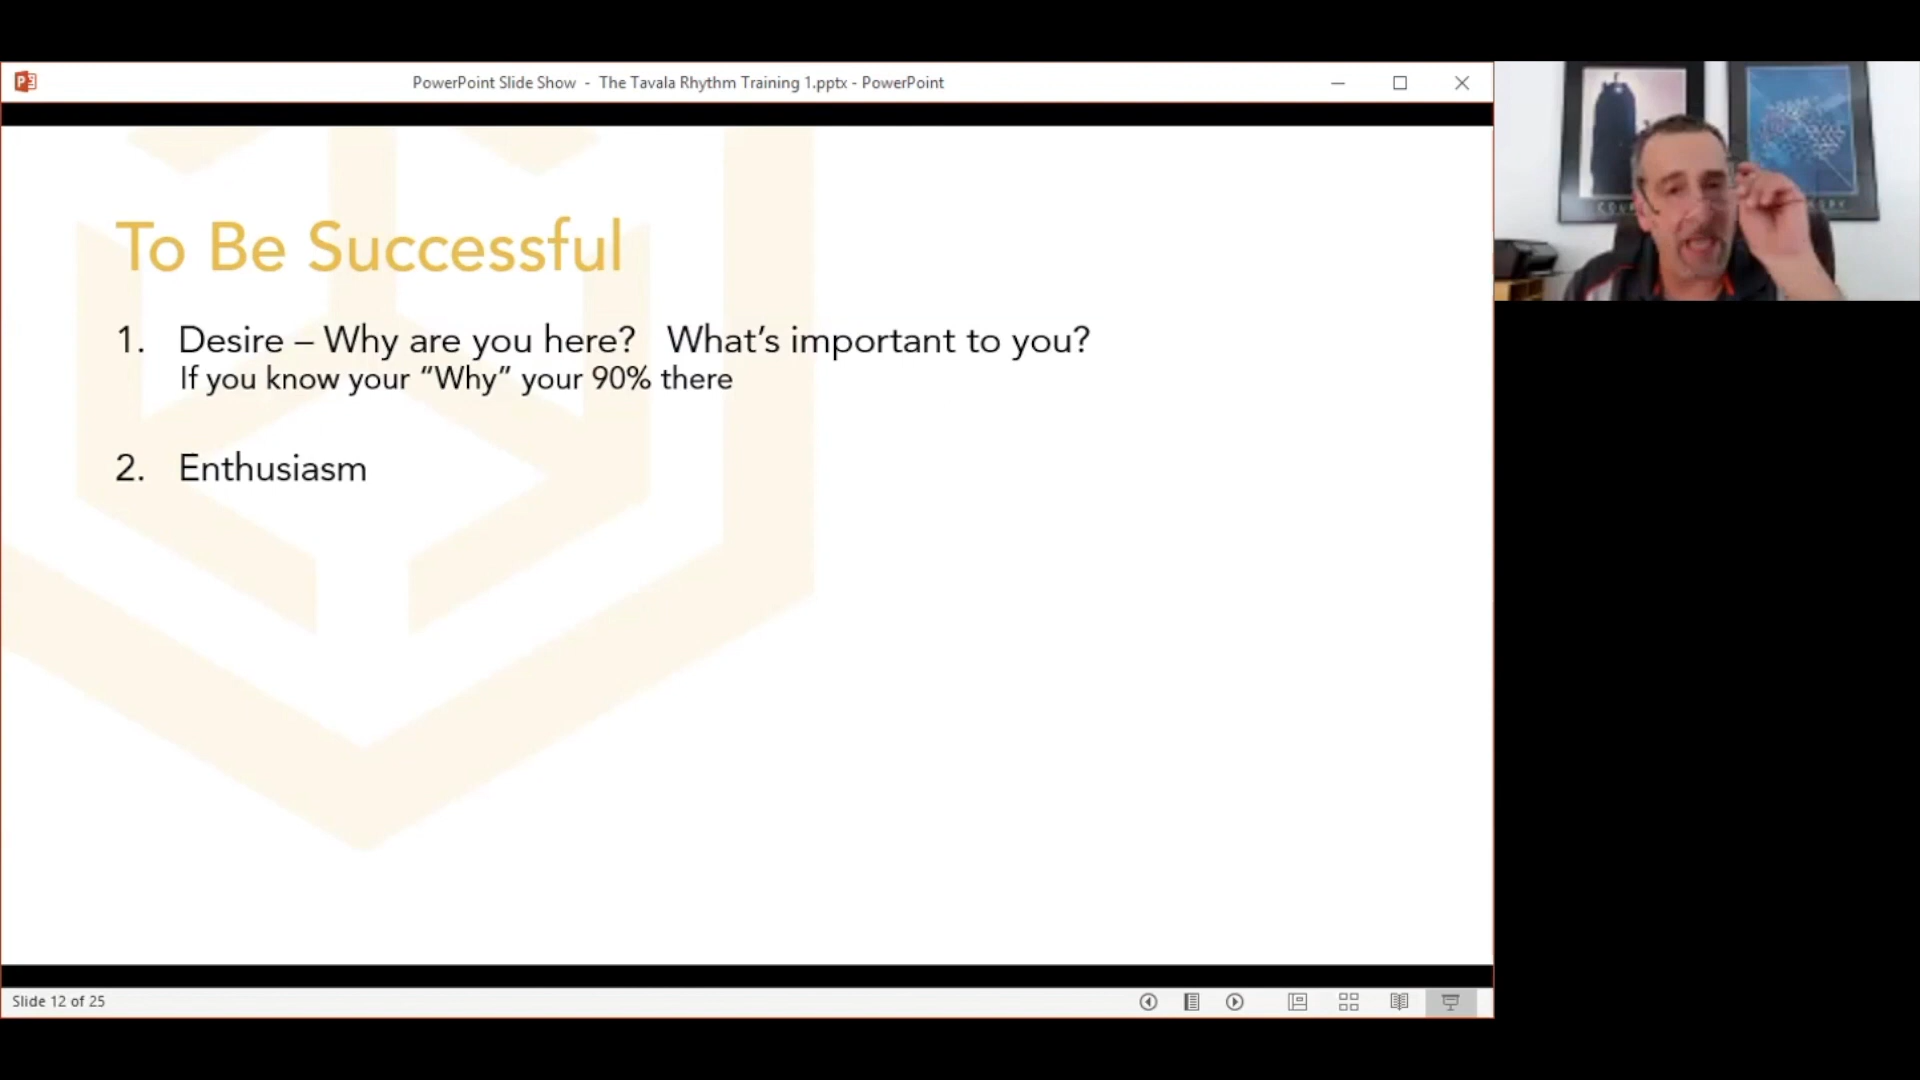 PowerPoint Slide Show - The Tavala Rhythm Training 1.pptx - PowerPoint
To Be Successful
1. Desire – Why are you here? What’s important to you?
If you know your “Why” your 90% there
2. Enthusiasm
Slide 12 of 25